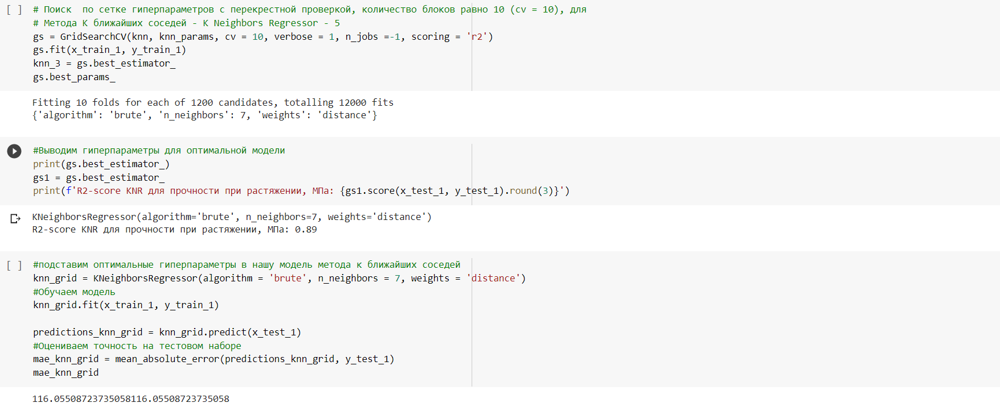 [ ] # Поиск  по сетке гиперпараметров с перекрестной проверкой, количество блоков равно 10 (cv = 10), для
# Метода К ближайших соседей - K Neighbors Regressor - 5
gs = GridSearchCV(knn, knn_params, cv = 10, verbose = 1, n_jobs =-1, scoring = 'r2')
gs.fit(x_train_1, y_train_1)
knn_3 = gs.best_estimator_
gs.best_params_
Fitting 10 folds for each of 1200 candidates, totalling 12000 fits
{'algorithm': 'brute', 'n_neighbors': 7, 'weights': 'distance'}
#Выводим гиперпараметры для оптимальной модели
print(gs.best_estimator_)
gs1 = gs.best_estimator_
print(f'R2-score KNR для прочности при растяжении, МПа: {gs1.score(x_test_1, y_test_1).round(3)}')
KNeighborsRegressor(algorithm='brute', n_neighbors=7, weights='distance')
R2-score KNR для прочности при растяжении, МПа: 0.89
[ ] #подставим оптимальные гиперпараметры в нашу модель метода к ближайших соседей
knn_grid = KNeighborsRegressor(algorithm = 'brute', n_neighbors = 7, weights = 'distance')
#Обучаем модель
knn_grid.fit(x_train_1, y_train_1)
predictions_knn_grid = knn_grid.predict(x_test_1)
#Оцениваем точность на тестовом наборе
mae_knn_grid = mean_absolute_error(predictions_knn_grid, y_test_1)
mae_knn_grid
116.05508723735058116.05508723735058